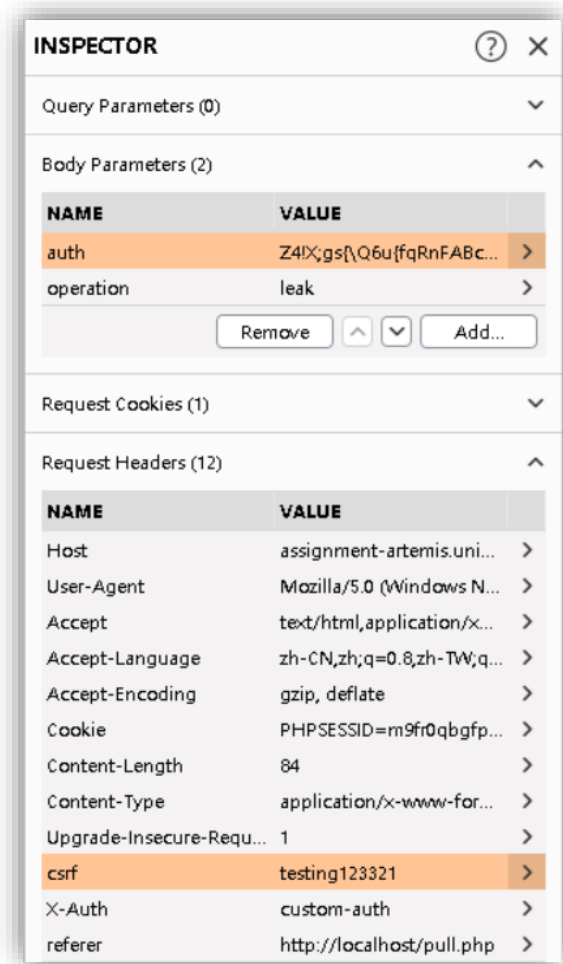 INSPECTOR
Query Parameters (0)
Body Parameters (2)
NAME VALUE
auth Z4!X;gs{\Q6u{fqRnFABc...
operation leak
Remove Add...
Request Cookies (1)
Request Headers (12)
NAME VALUE
Host assignment-artemis.uni...
User-Agent Mozilla/5.0 (Windows N...
Accept text/html,application/x...
Accept-Language zh-CN,zh;q=0.8,zh-TW;q...
Accept-Encoding gzip, deflate
Cookie PHPSESSID=m9fr0qbgfp...
Content-Length 84
Content-Type application/x-www-for...
Upgrade-Insecure-Requ... 1
csrf testing123321
X-Auth custom-auth
referer http://localhost/pull.php